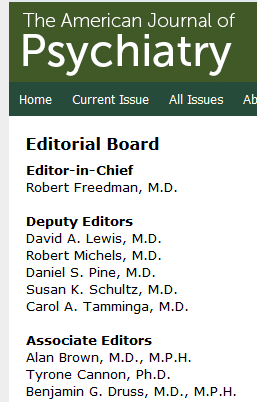 The American Journal of
Psychiatry
Home Current Issue All Issues Ab
Editorial Board
Editor-in-Chief
Robert Freedman, M.D.
Deputy Editors
David A. Lewis, M.D.
Robert Michels, M.D.
Daniel S. Pine, M.D.
Susan K. Schultz, M.D.
Carol A. Tamminga, M.D.
Associate Editors
Alan Brown, M.D., M.P.H.
Tyrone Cannon, Ph.D.
Benjamin G. Druss, M.D., M.P.H.